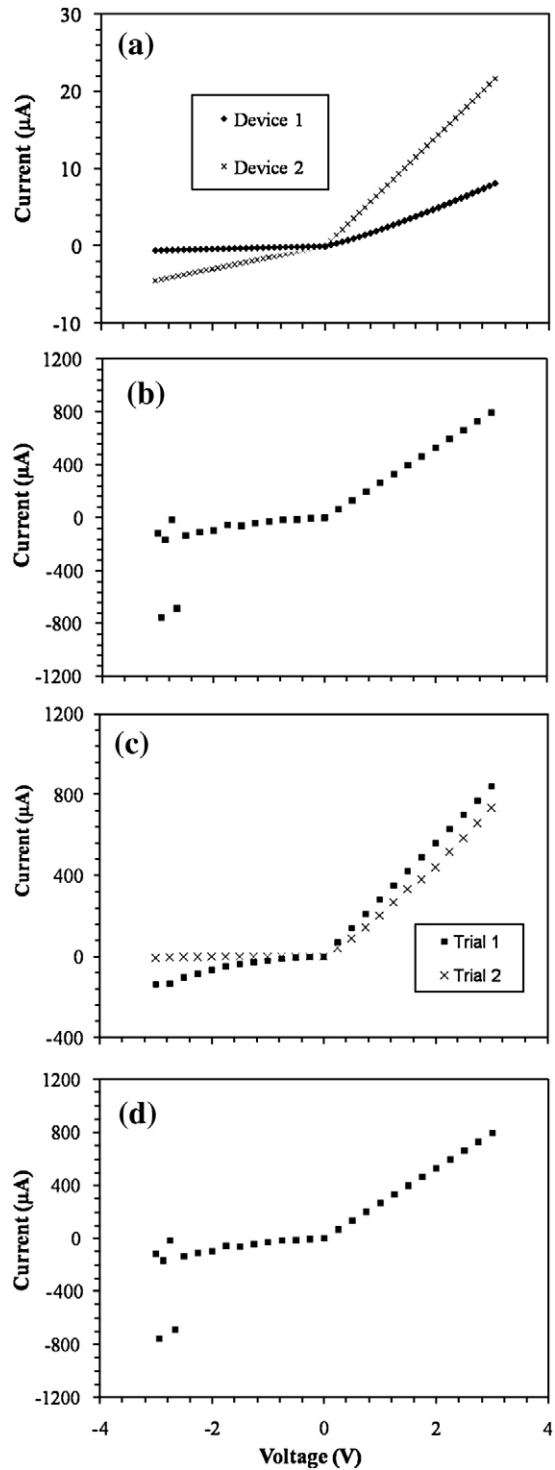 (a)
30
20
10
0
-10
Current (μA)
Device 1
Device 2
(b)
1200
800
400
0
-400
-800
-1200
Current (μA)
(c)
1200
800
400
0
-400
Current (μA)
Trial 1
Trial 2
(d)
1200
800
400
0
-400
-800
-1200
Current (μA)
-4 -2 0 2 4
Voltage (V)